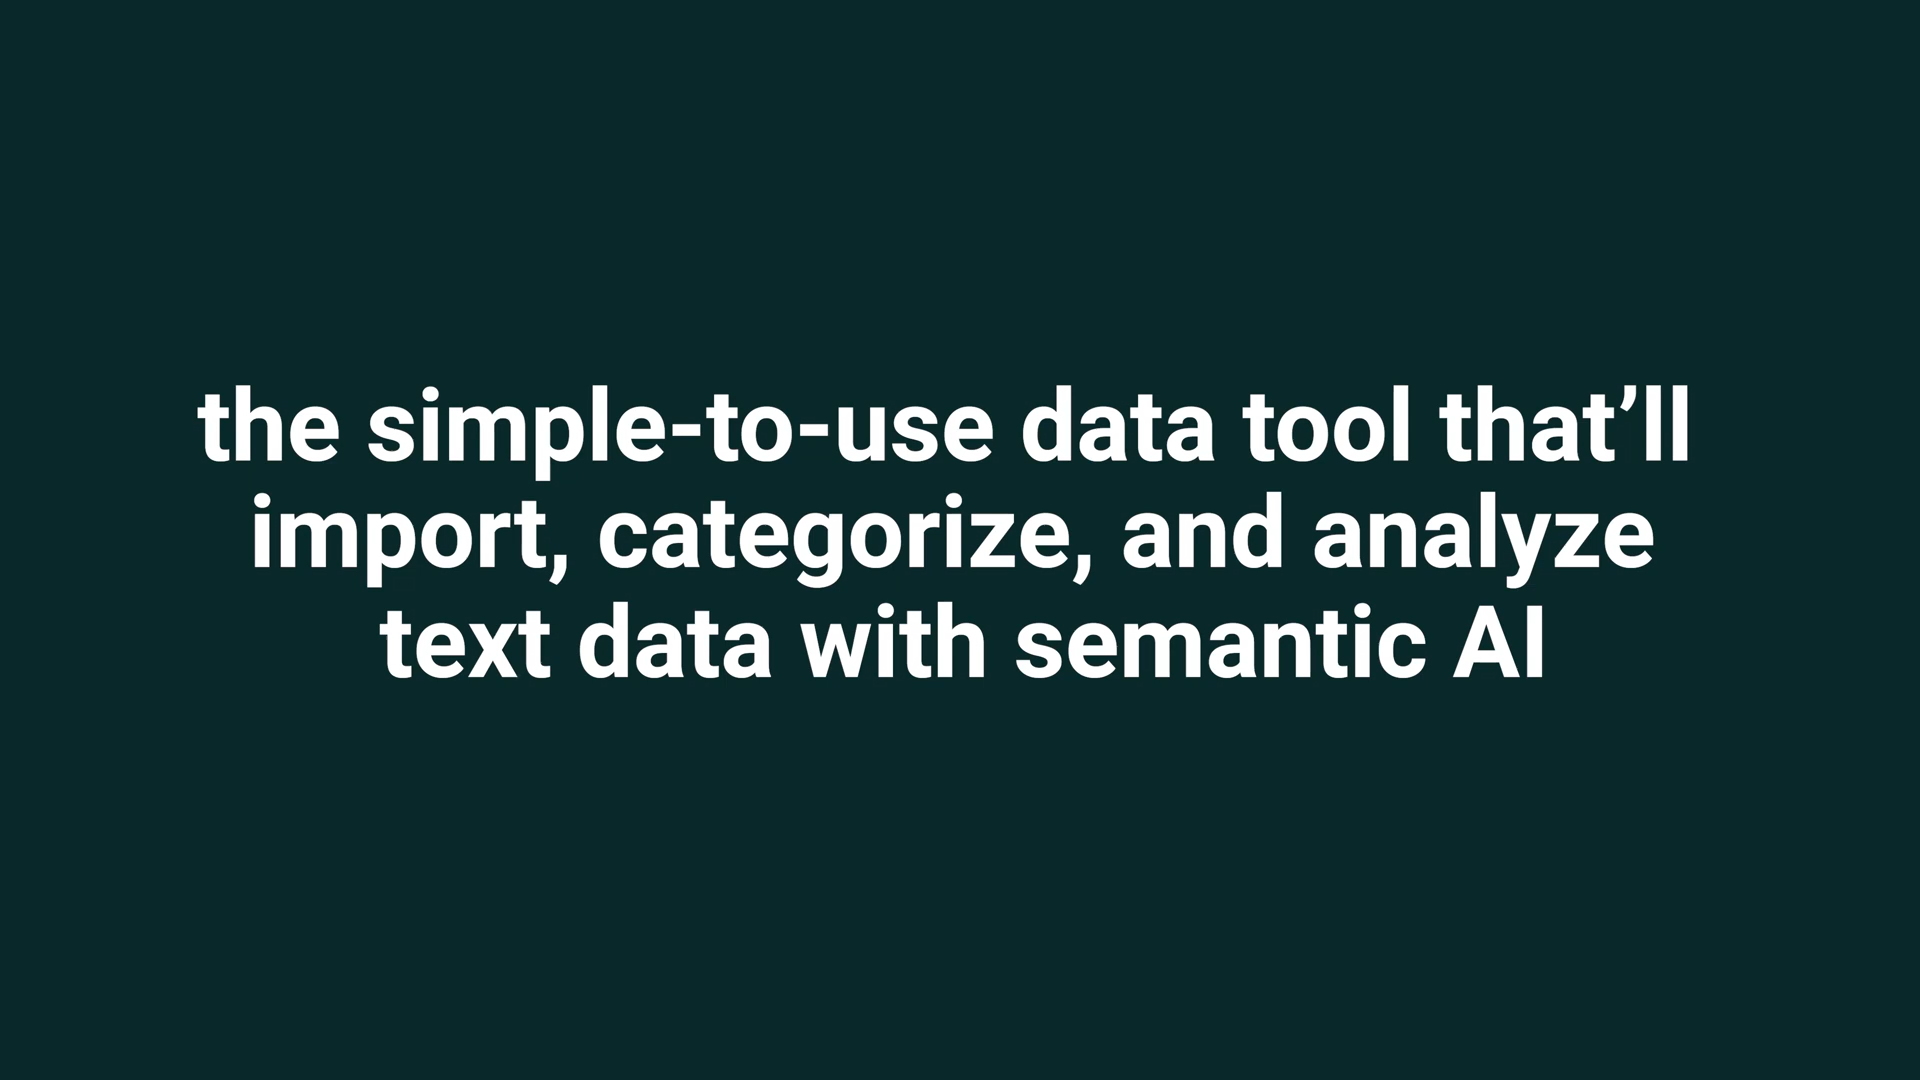 the simple-to-use data tool that’ll
import, categorize, and analyze
text data with semantic AI